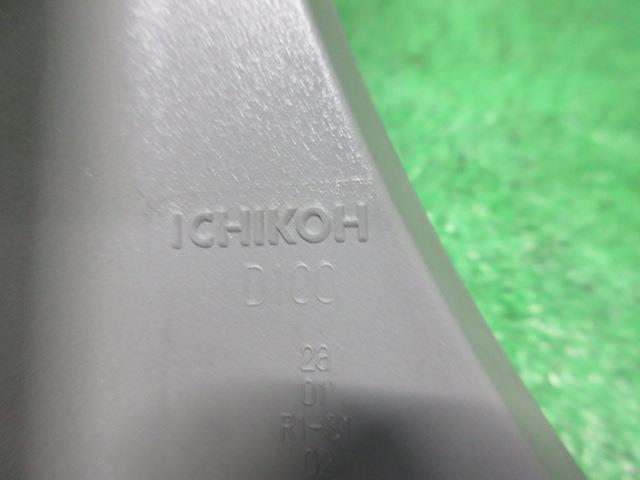 ICHIKOH
D100
2a
01
R1-S1
02